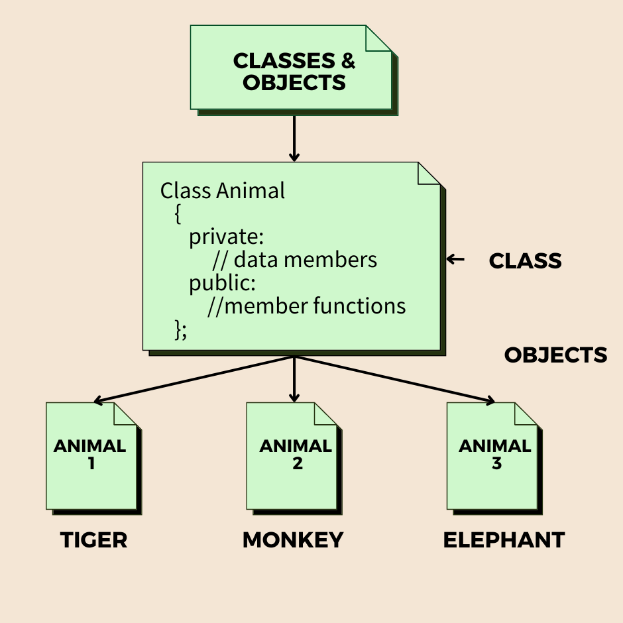 CLASSES &
OBJECTS
Class Animal
{
private:
// data members
public:
//member functions
};
CLASS
OBJECTS
ANIMAL
1
ANIMAL
2
ANIMAL
3
TIGER
MONKEY
ELEPHANT